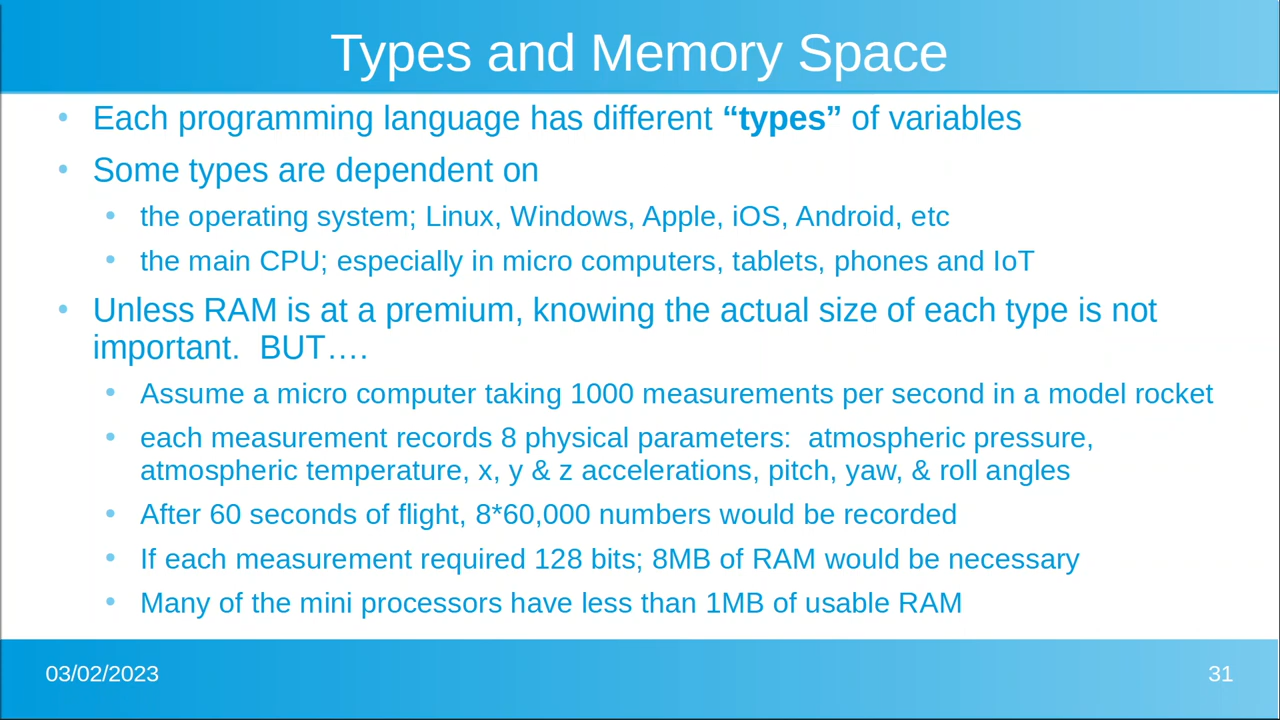 Types and Memory Space
• Each programming language has different “types” of variables
• Some types are dependent on
• the operating system; Linux, Windows, Apple, iOS, Android, etc
• the main CPU; especially in micro computers, tablets, phones and IoT
• Unless RAM is at a premium, knowing the actual size of each type is not
important.  BUT….
• Assume a micro computer taking 1000 measurements per second in a model rocket
• each measurement records 8 physical parameters:  atmospheric pressure,
atmospheric temperature, x, y & z accelerations, pitch, yaw, & roll angles
• After 60 seconds of flight, 8*60,000 numbers would be recorded
• If each measurement required 128 bits; 8MB of RAM would be necessary
• Many of the mini processors have less than 1MB of usable RAM
03/02/2023
31